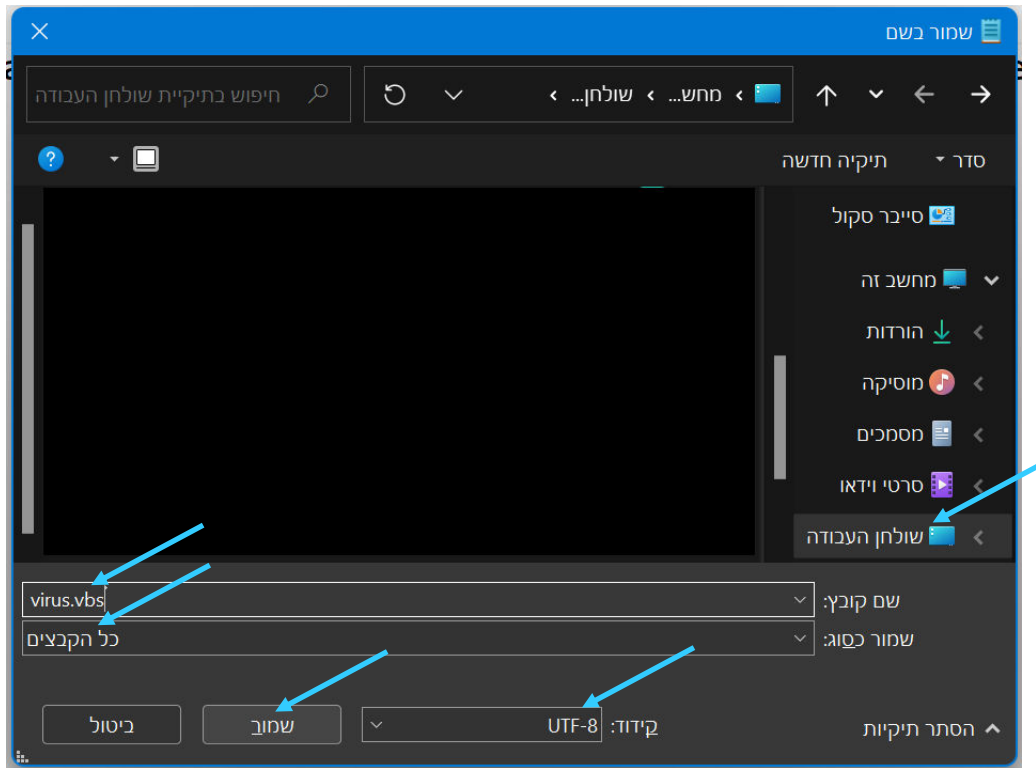 שמור בשם
מחש... שולחן...
חיפוש בתיקיית שולחן העבודה
סדר תיקיה חדשה
סייבר סקול
מחשב זה
הורדות
מוסיקה
מסמכים
סרטי וידאו
שולחן העבודה
שם קובץ: virus.vbs
שמור כסוג: כל הקבצים
הסתר תיקיות קידוד: UTF-8 שמור ביטול